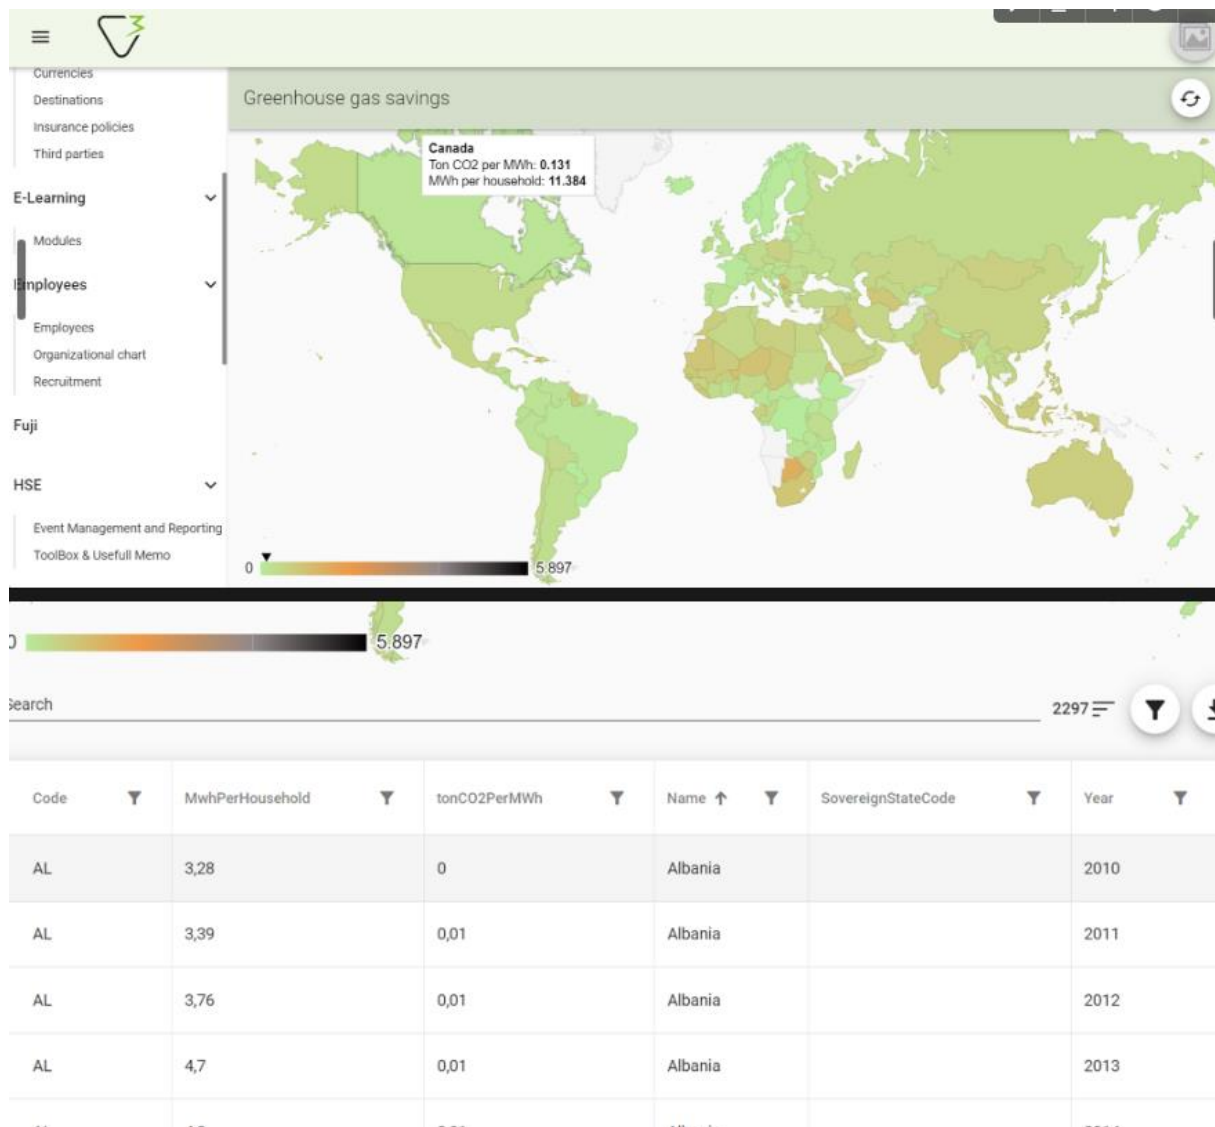 Currencies
Destinations
Insurance policies
Third parties
E-Learning
Modules
Employees
Employees
Organizational chart
Recruitment
Fuji
HSE
Event Management and Reporting
ToolBox & Usefull Memo
Greenhouse gas savings
Canada
Ton CO2 per MWh: 0.131
MWh per household: 11.384
0 5.897
0 5.897
Search
2297
Code MwhPerHousehold tonCO2PerMWh Name SovereignStateCode Year
AL 3,28 0 Albania 2010
AL 3,39 0,01 Albania 2011
AL 3,76 0,01 Albania 2012
AL 4,7 0,01 Albania 2013